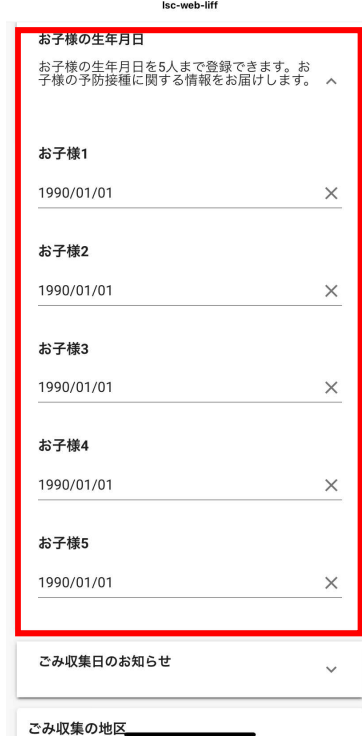 lsc-web-liff
お子様の生年月日
お子様の生年月日を5人まで登録できます。お
子様の予防接種に関する情報をお届けします。
お子様1
1990/01/01
お子様2
1990/01/01
お子様3
1990/01/01
お子様4
1990/01/01
お子様5
1990/01/01
ごみ収集日のお知らせ
ごみ収集の地区